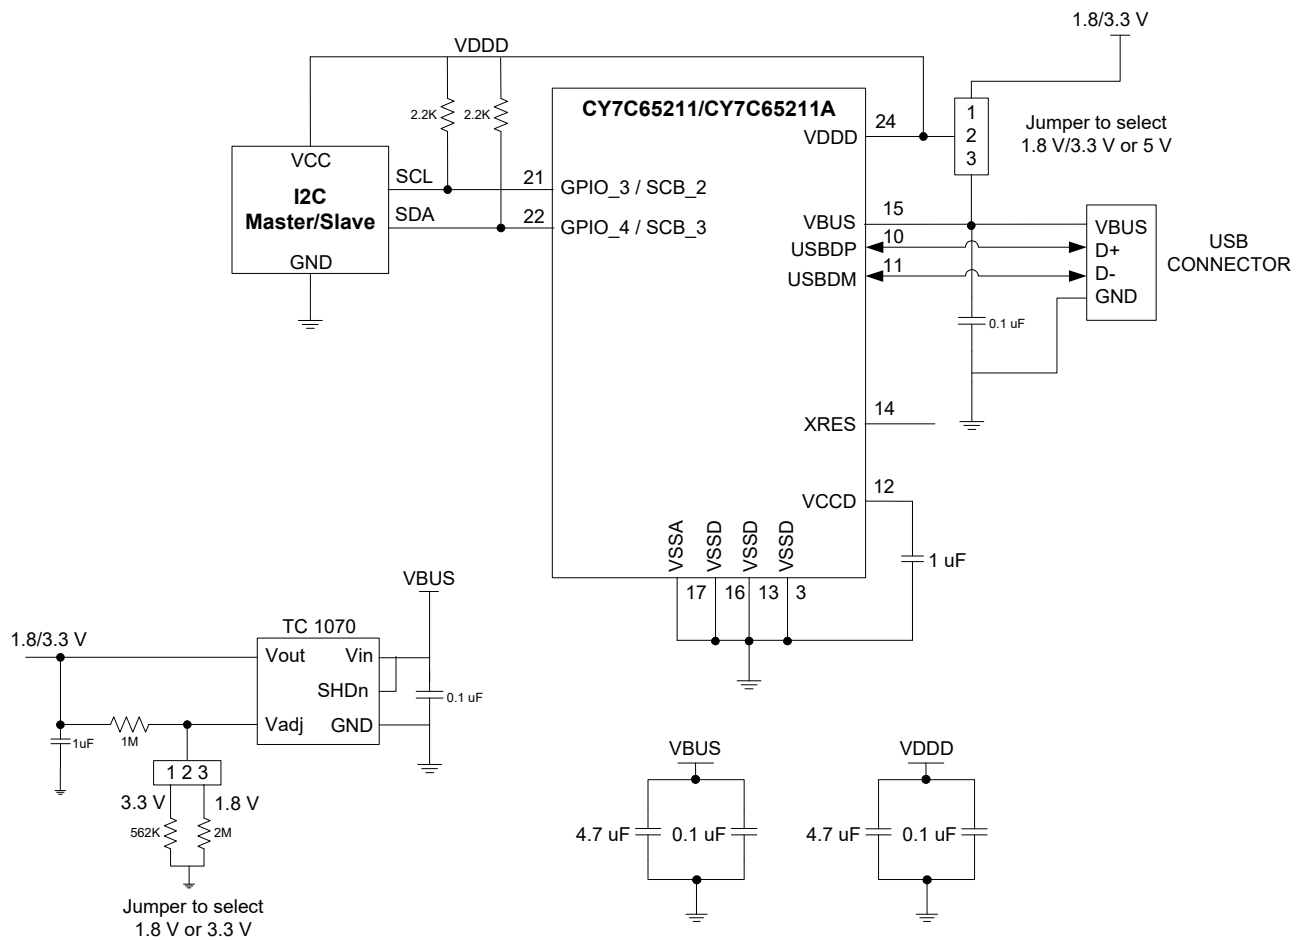 1.8/3.3 V
VDDD
CY7C65211/CY7C65211A
2.2K
2.2K
VDDD
24
1
2
3
Jumper to select
1.8 V/3.3 V or 5 V
VCC
I2C
Master/Slave
GND
SCL
SDA
21
22
GPIO_3 / SCB_2
GPIO_4 / SCB_3
VBUS
15
USBDP
10
USBDM
11
VBUS
D+
D-
GND
USB
CONNECTOR
0.1 uF
XRES
14
VCCD
12
1 uF
VSSA
VSSD
VSSD
VSSD
17
16
13
3
VBUS
1.8/3.3 V
TC 1070
Vout
Vin
SHDn
Vadj
GND
0.1 uF
1uF
1M
1 2 3
3.3 V
1.8 V
562K
2M
Jumper to select
1.8 V or 3.3 V
VBUS
4.7 uF
0.1 uF
VDDD
4.7 uF
0.1 uF